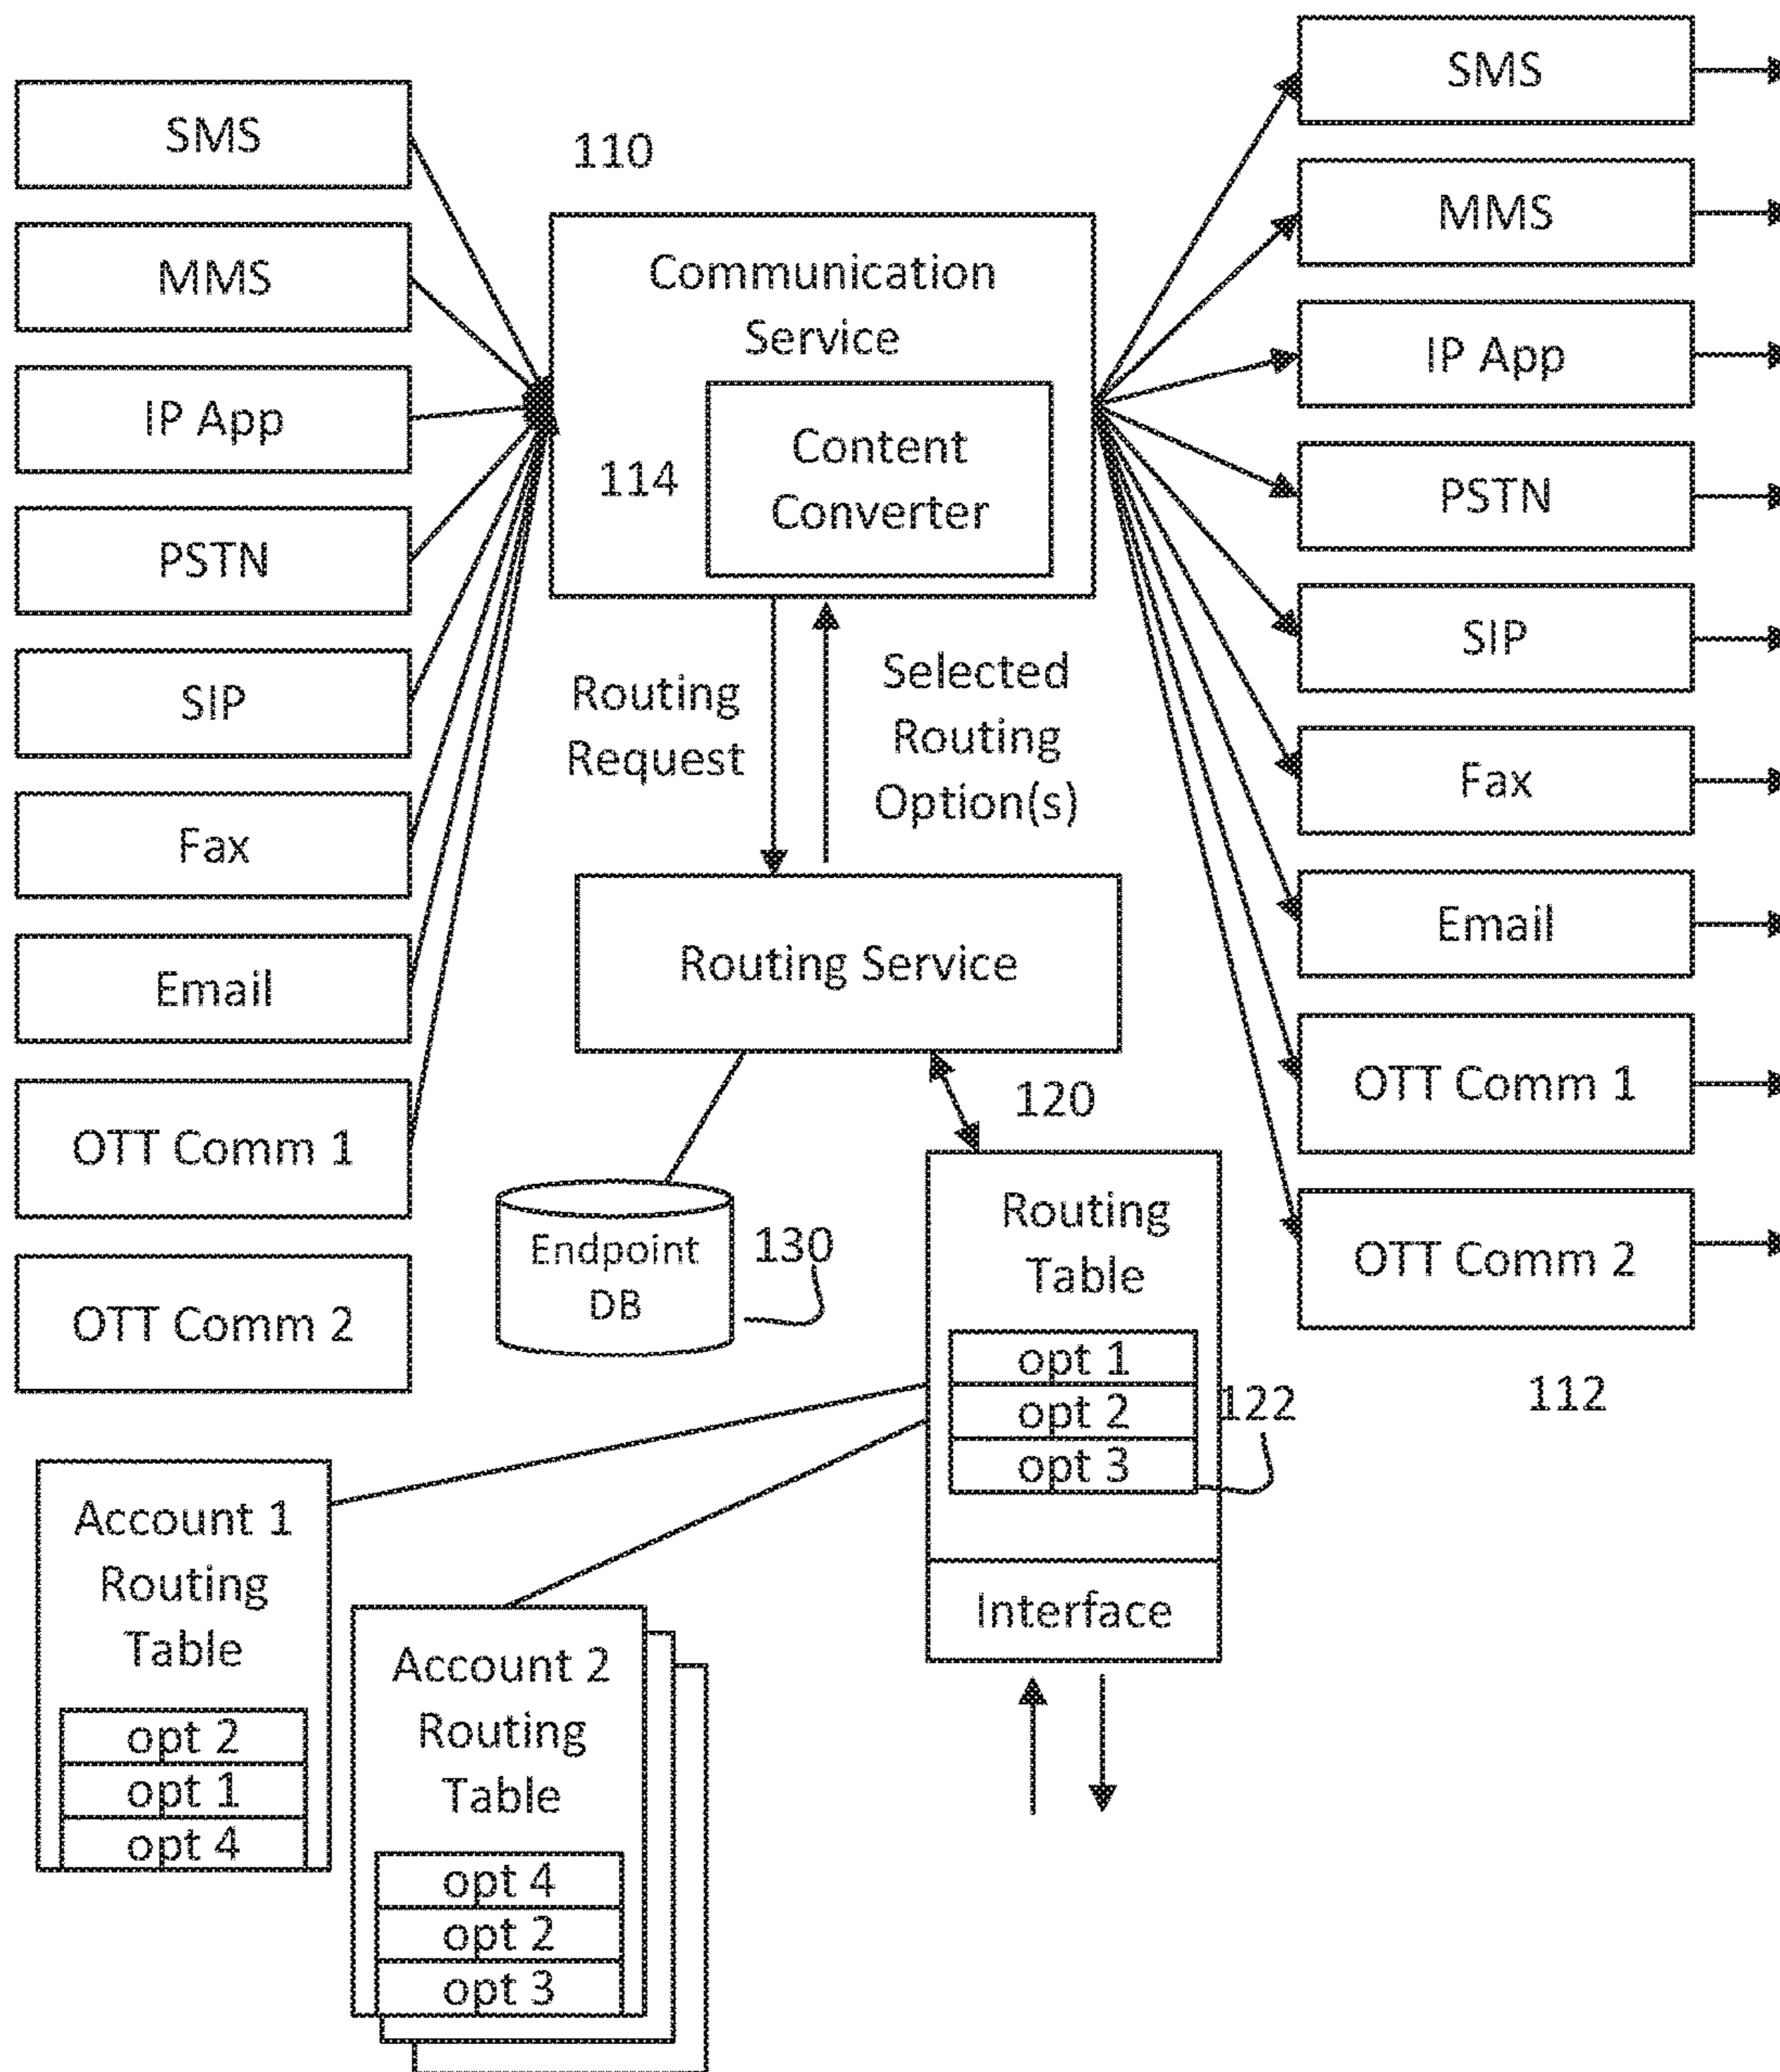 SMS
MMS
IP App
PSTN
SIP
Fax
Email
OTT Comm 1
OTT Comm 2
110
Communication
Service
114
Content
Converter
Routing
Request
Selected
Routing
Option(s)
Routing Service
120
Endpoint
DB
130
Routing
Table
opt 1
opt 2
opt 3
122
Interface
SMS
MMS
IP App
PSTN
SIP
Fax
Email
OTT Comm 1
OTT Comm 2
112
Account 1
Routing
Table
opt 2
opt 1
opt 4
Account 2
Routing
Table
opt 4
opt 2
opt 3